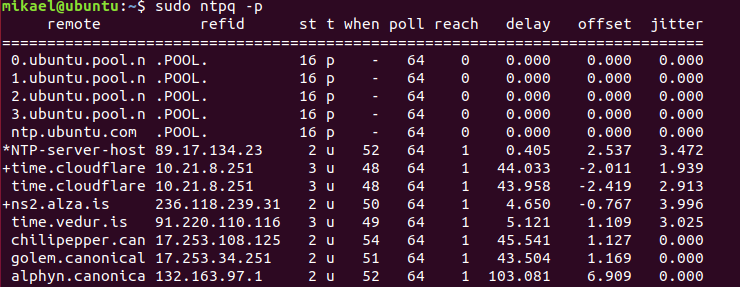 mikael@ubuntu:~$ sudo ntpq -p
     remote           refid      st t when poll reach   delay   offset  jitter
==============================================================================
 0.ubuntu.pool.n .POOL.          16 p    -   64    0    0.000    0.000   0.000
 1.ubuntu.pool.n .POOL.          16 p    -   64    0    0.000    0.000   0.000
 2.ubuntu.pool.n .POOL.          16 p    -   64    0    0.000    0.000   0.000
 3.ubuntu.pool.n .POOL.          16 p    -   64    0    0.000    0.000   0.000
 ntp.ubuntu.com  .POOL.          16 p    -   64    0    0.000    0.000   0.000
*NTP-server-host 89.17.134.23     2 u   52   64    1    0.405    2.537   3.472
+time.cloudflare 10.21.8.251      3 u   48   64    1   44.033   -2.011   1.939
 time.cloudflare 10.21.8.251      3 u   48   64    1   43.958   -2.419   2.913
+ns2.alza.is     236.118.239.31   2 u   50   64    1    4.650   -0.767   3.996
 time.vedur.is   91.220.110.116   2 u   49   64    1    5.121    1.109   3.025
 chilipepper.can 17.253.108.125   2 u   54   64    1   45.541    1.127   0.000
 golem.canonical 17.253.34.251    2 u   51   64    1   43.504    1.169   0.000
 alphyn.canonica 132.163.97.1     2 u   52   64    1  103.081    6.909   0.000